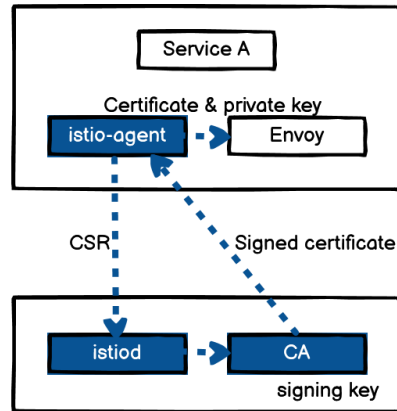 Service A
Certificate & private key
istio-agent
Envoy
CSR
Signed certificate
istiod
CA
signing key